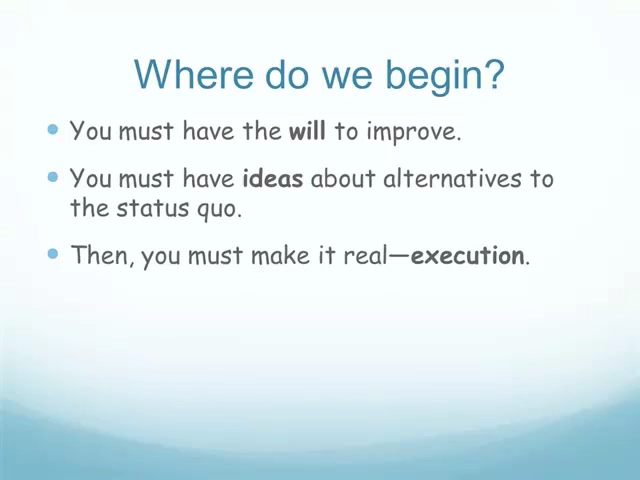 Where do we begin?
You must have the will to improve.
You must have ideas about alternatives to
the status quo.
Then, you must make it real—execution.